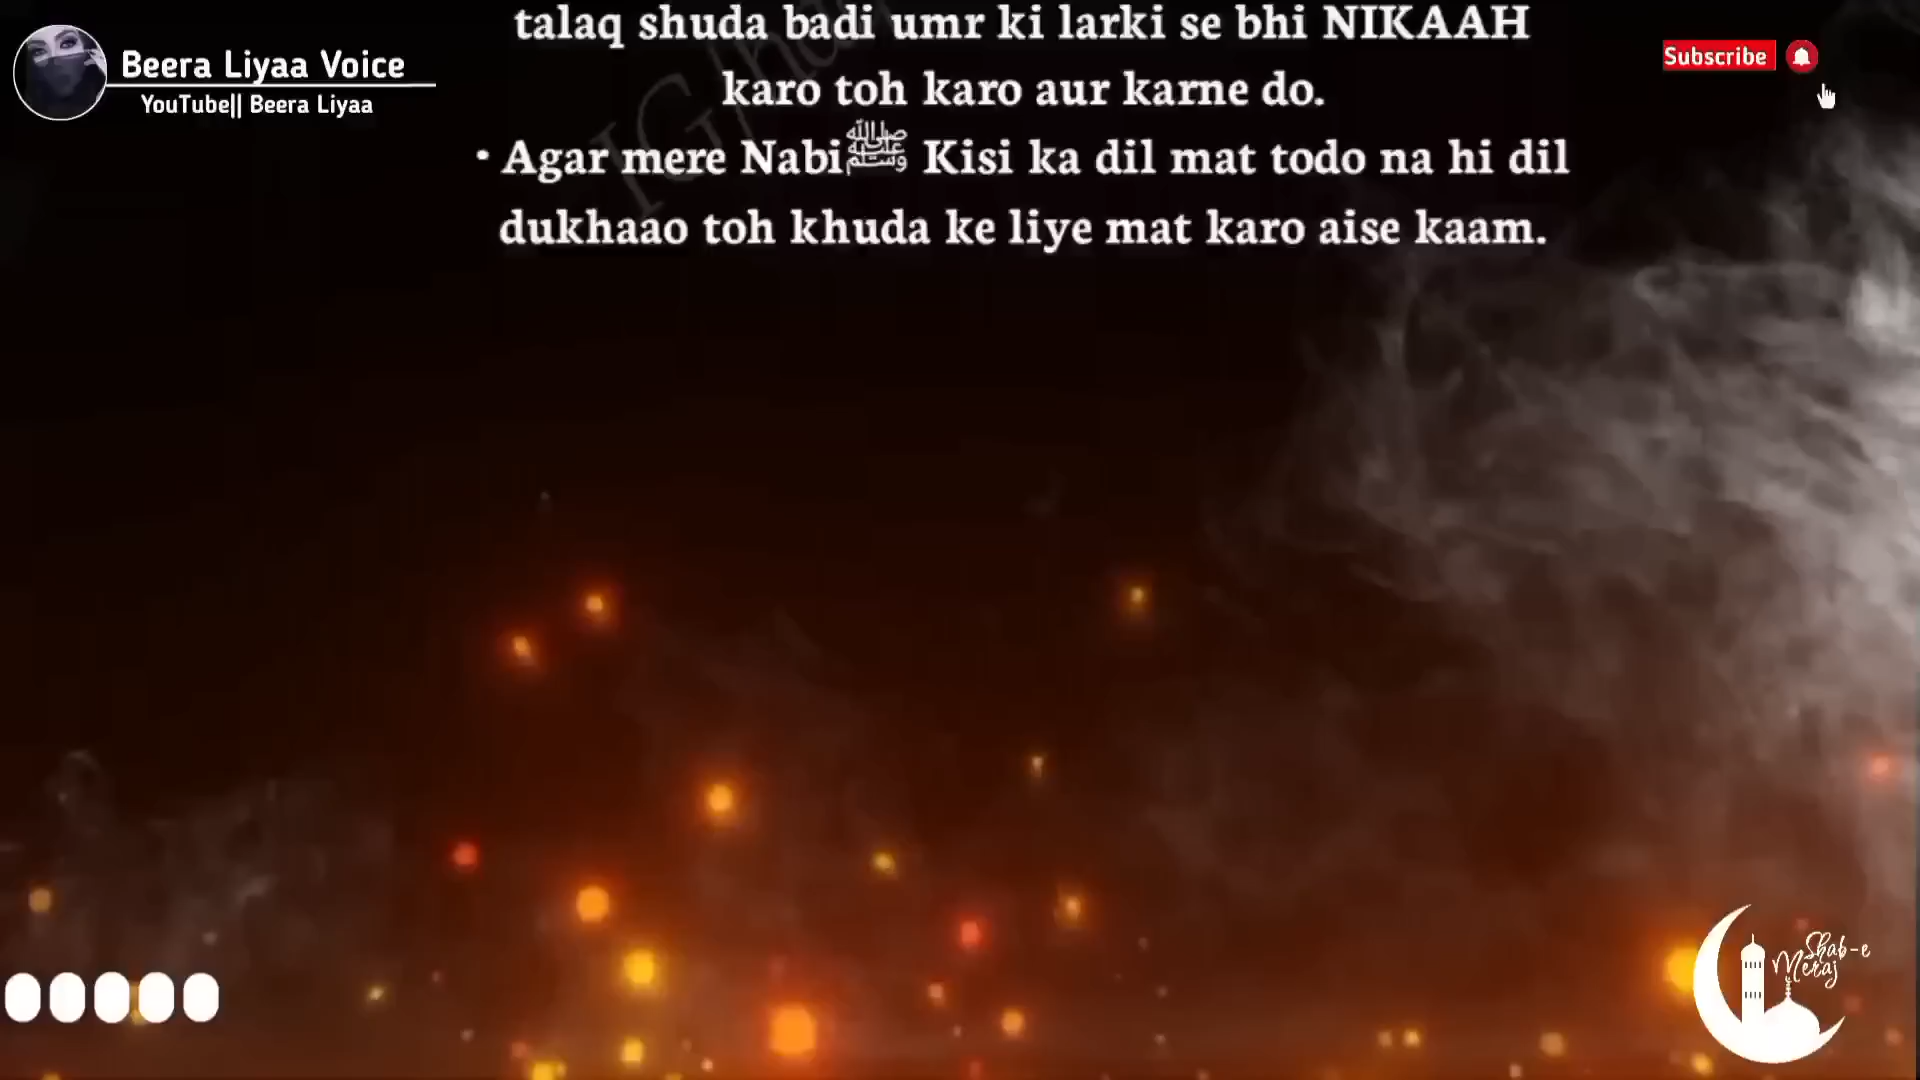 talaq shuda badi umr ki larki se bhi NIKAAH
karo toh karo aur karne do.
• Agar mere Nabiﷺ Kisi ka dil mat todo na hi dil
dukhaao toh khuda ke liye mat karo aise kaam.
Beera Liyaa Voice
YouTube|| Beera Liyaa
Subscribe
Shab-e
Meraj